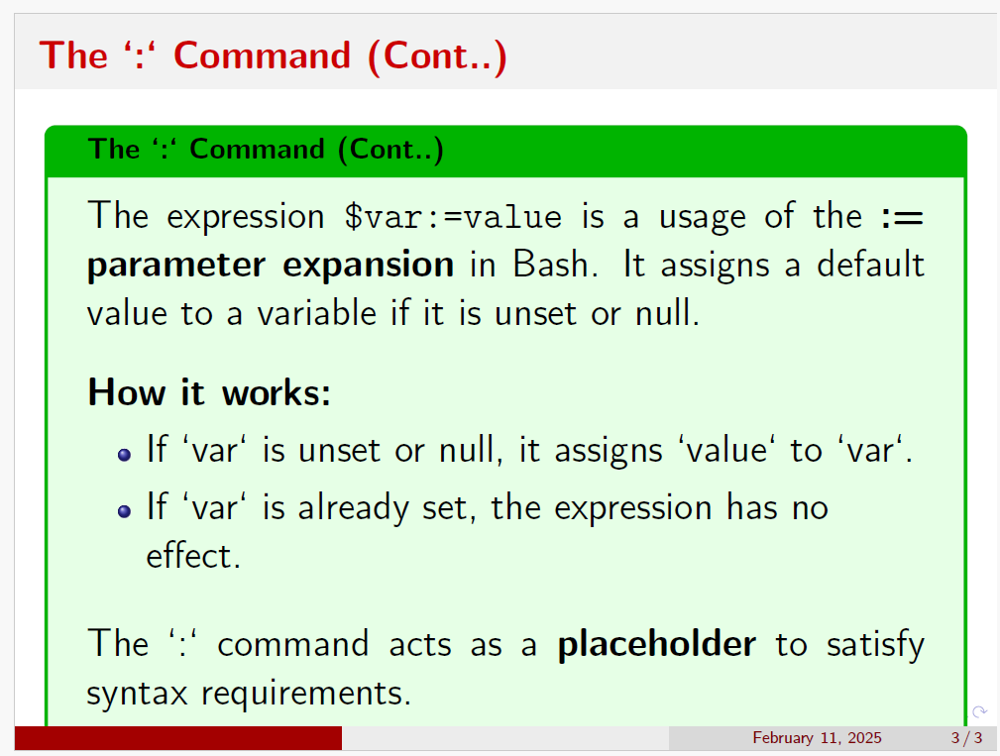 The ‘:‘ Command (Cont..)
The ‘:‘ Command (Cont..)
The expression $var:=value is a usage of the :=
parameter expansion in Bash. It assigns a default
value to a variable if it is unset or null.
How it works:
If ‘var‘ is unset or null, it assigns ‘value‘ to ‘var‘.
If ‘var‘ is already set, the expression has no
effect.
The ‘:‘ command acts as a placeholder to satisfy
syntax requirements.
February 11, 2025 3 / 3